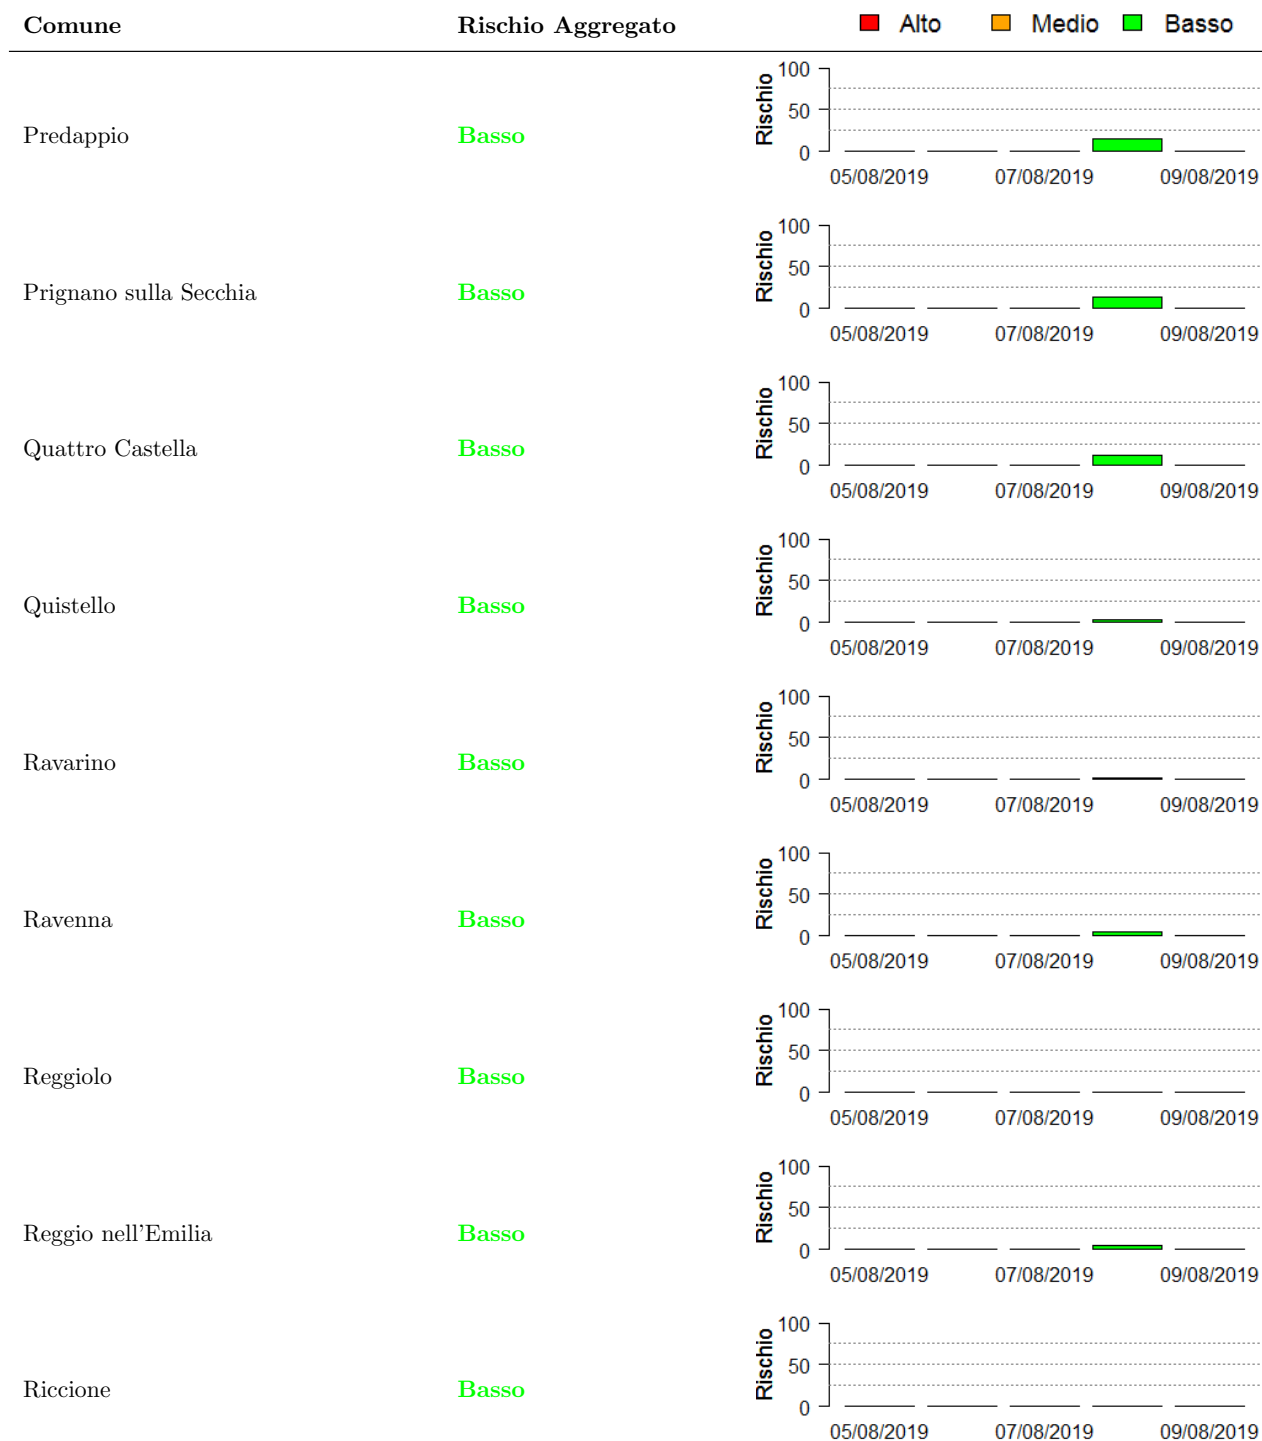 Comune Rischio Aggregato Alto Medio Basso
Predappio Basso
Rischio
100
50
0
05/08/2019 07/08/2019 09/08/2019
Prignano sulla Secchia Basso
Rischio
100
50
0
05/08/2019 07/08/2019 09/08/2019
Quattro Castella Basso
Rischio
100
50
0
05/08/2019 07/08/2019 09/08/2019
Quistello Basso
Rischio
100
50
0
05/08/2019 07/08/2019 09/08/2019
Ravarino Basso
Rischio
100
50
0
05/08/2019 07/08/2019 09/08/2019
Ravenna Basso
Rischio
100
50
0
05/08/2019 07/08/2019 09/08/2019
Reggiolo Basso
Rischio
100
50
0
05/08/2019 07/08/2019 09/08/2019
Reggio nell'Emilia Basso
Rischio
100
50
0
05/08/2019 07/08/2019 09/08/2019
Riccione Basso
Rischio
100
50
0
05/08/2019 07/08/2019 09/08/2019